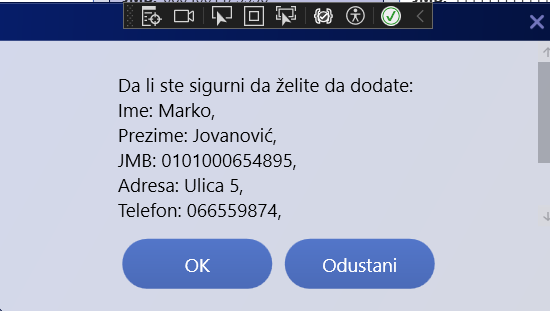 Da li ste sigurni da želite da dodate:
Ime: Marko,
Prezime: Jovanović,
JMB: 0101000654895,
Adresa: Ulica 5,
Telefon: 066559874,
OK
Odustani